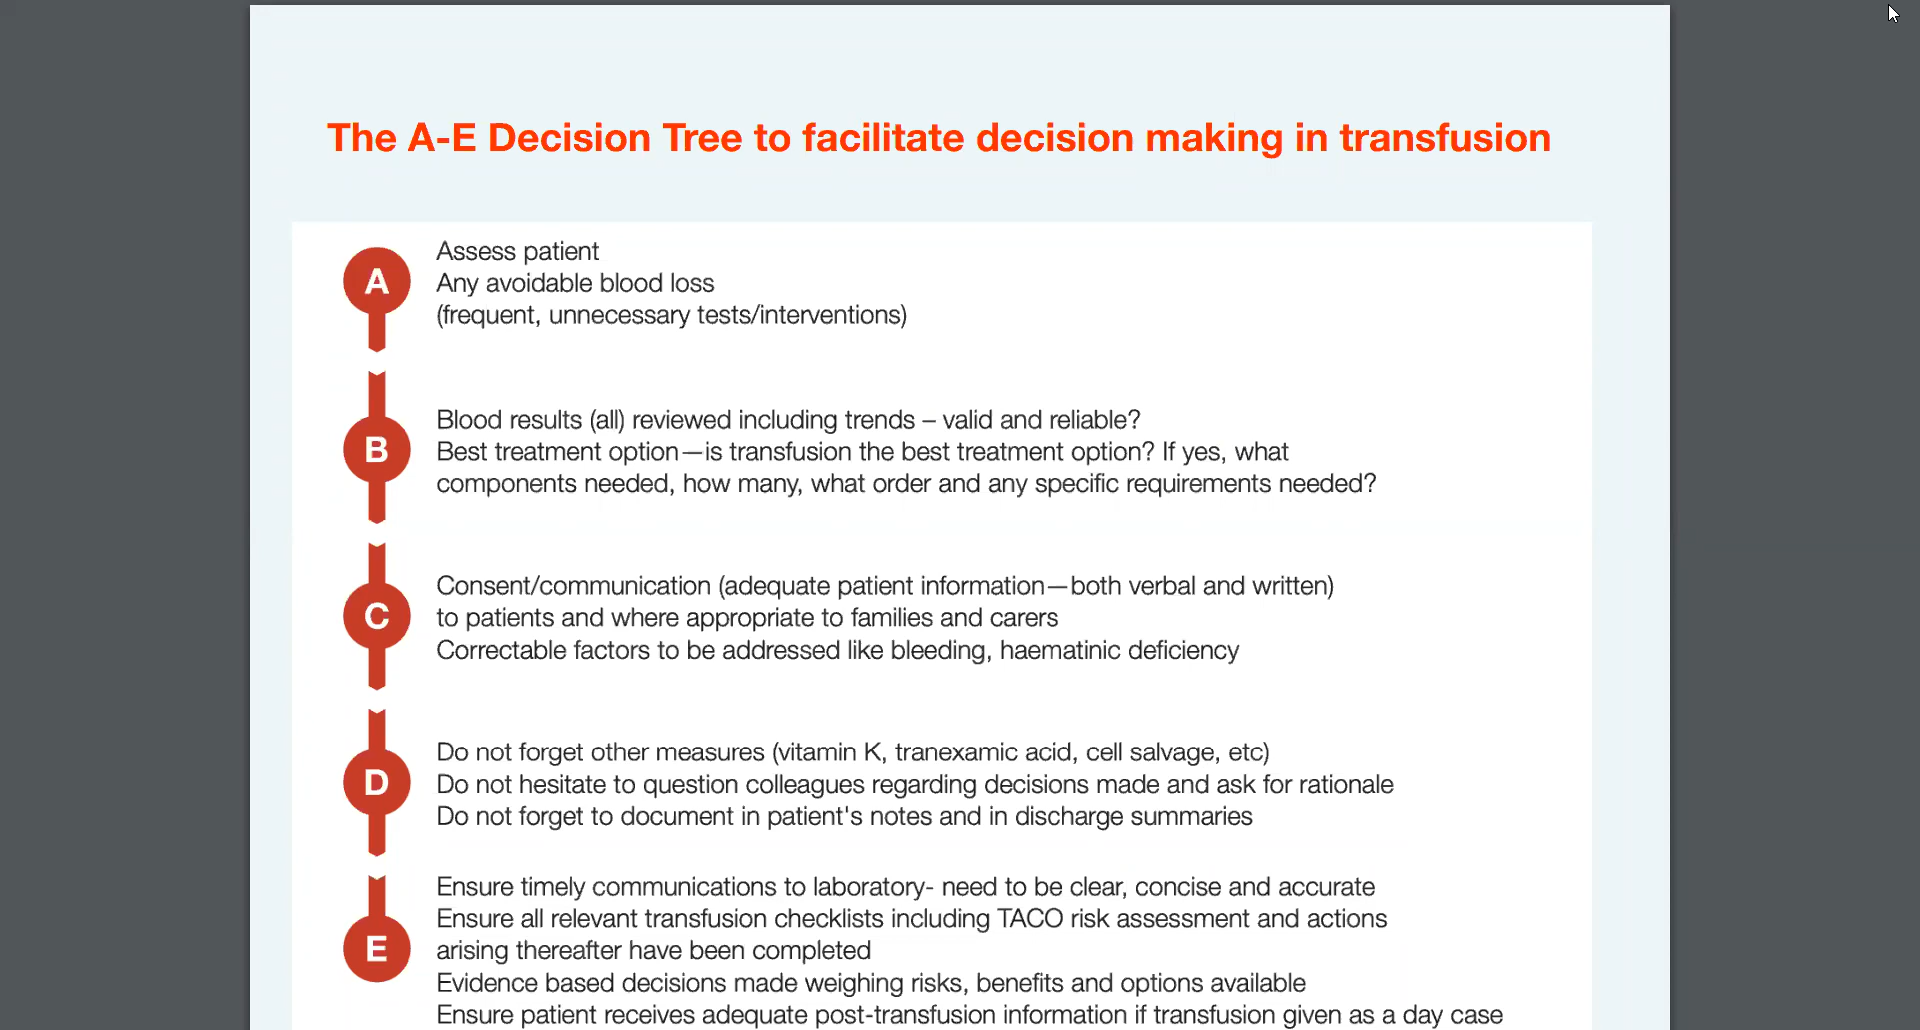 The A-E Decision Tree to facilitate decision making in transfusion
A
Assess patient
Any avoidable blood loss
(frequent, unnecessary tests/interventions)
B
Blood results (all) reviewed including trends – valid and reliable?
Best treatment option—is transfusion the best treatment option? If yes, what
components needed, how many, what order and any specific requirements needed?
C
Consent/communication (adequate patient information—both verbal and written)
to patients and where appropriate to families and carers
Correctable factors to be addressed like bleeding, haematinic deficiency
D
Do not forget other measures (vitamin K, tranexamic acid, cell salvage, etc)
Do not hesitate to question colleagues regarding decisions made and ask for rationale
Do not forget to document in patient's notes and in discharge summaries
E
Ensure timely communications to laboratory- need to be clear, concise and accurate
Ensure all relevant transfusion checklists including TACO risk assessment and actions
arising thereafter have been completed
Evidence based decisions made weighing risks, benefits and options available
Ensure patient receives adequate post-transfusion information if transfusion given as a day case